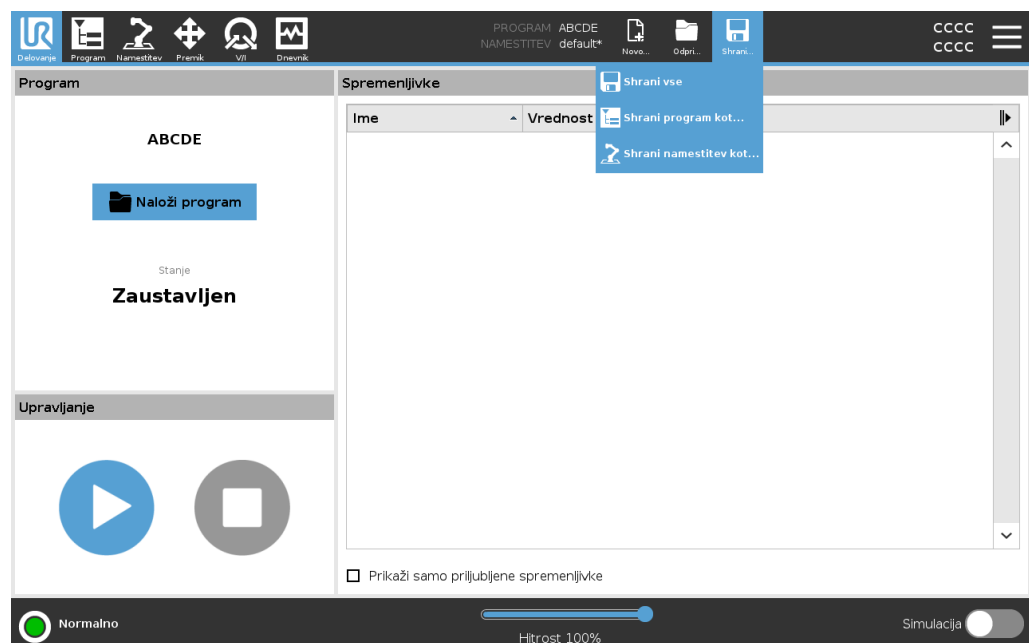 UR
PROGRAM ABCDE
NAMESTITEV default*
CCCC
CCCC
Delovanje Program Namestitev Premik V/I Dnevnik Novo... Odpri... Shrani...
Program
Spremenljivke
Shrani vse
Shrani program kot...
Shrani namestitev kot...
Ime Vrednost
ABCDE
Naloži program
Stanje
Zaustavljen
Upravljanje
Prikaži samo priljubljene spremenljivke
Normalno
Hitrost 100%
Simulacija